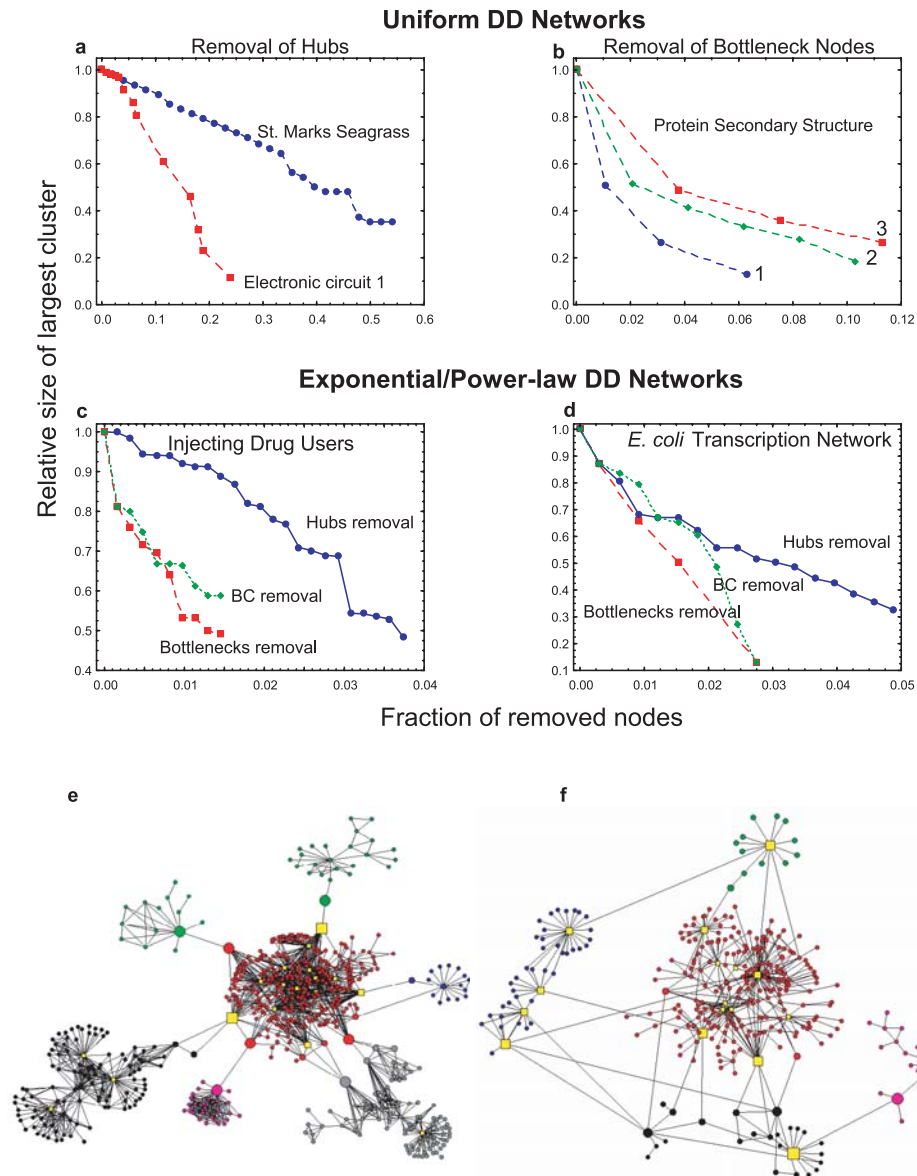 Uniform DD Networks
a
Removal of Hubs
b
Removal of Bottleneck Nodes
1.0
0.8
0.6
0.4
0.2
0.0
St. Marks Seagrass
Electronic circuit 1
0.0 0.1 0.2 0.3 0.4 0.5 0.6
1.0
0.8
0.6
0.4
0.2
0.0
Protein Secondary Structure
3
2
1
0.00 0.02 0.04 0.06 0.08 0.10 0.12
Relative size of largest cluster
Exponential/Power-law DD Networks
c
Injecting Drug Users
1.0
0.9
0.8
0.7
0.6
0.5
0.4
Hubs removal
BC removal
Bottlenecks removal
0.00 0.01 0.02 0.03 0.04
d
E. coli Transcription Network
1.0
0.9
0.8
0.7
0.6
0.5
0.4
0.3
0.2
0.1
Hubs removal
BC removal
Bottlenecks removal
0.00 0.01 0.02 0.03 0.04 0.05
Fraction of removed nodes
e
f